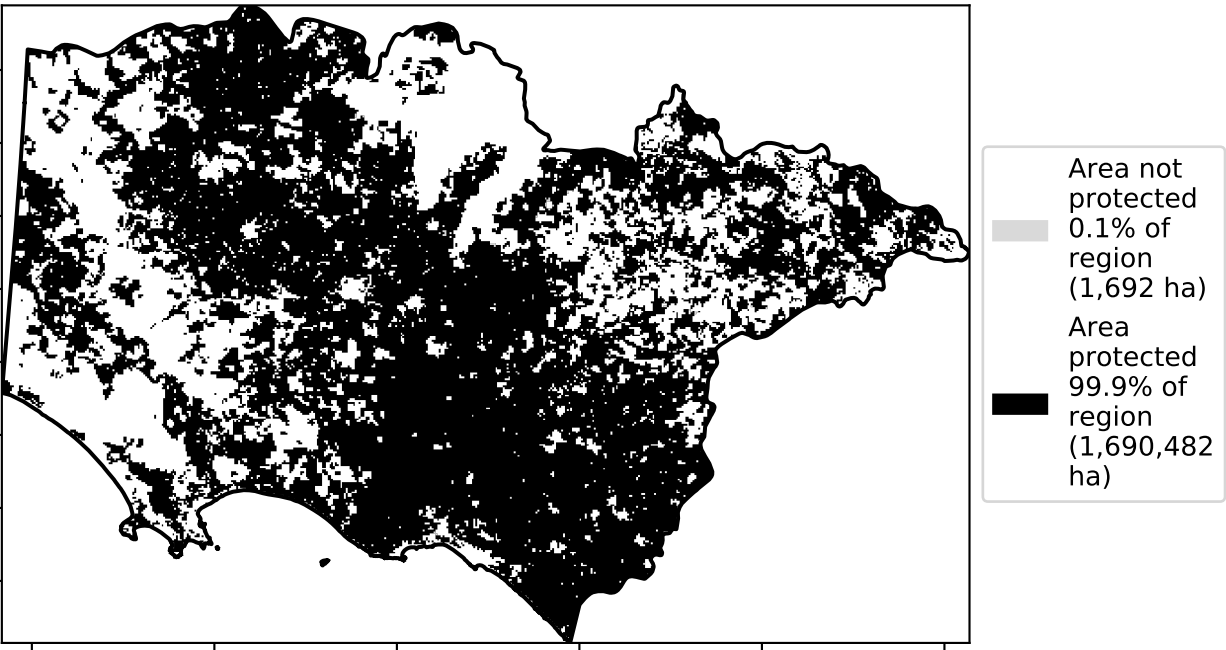 Area not
protected
0.1% of
region
(1,692 ha)
Area
protected
99.9% of
region
(1,690,482
ha)